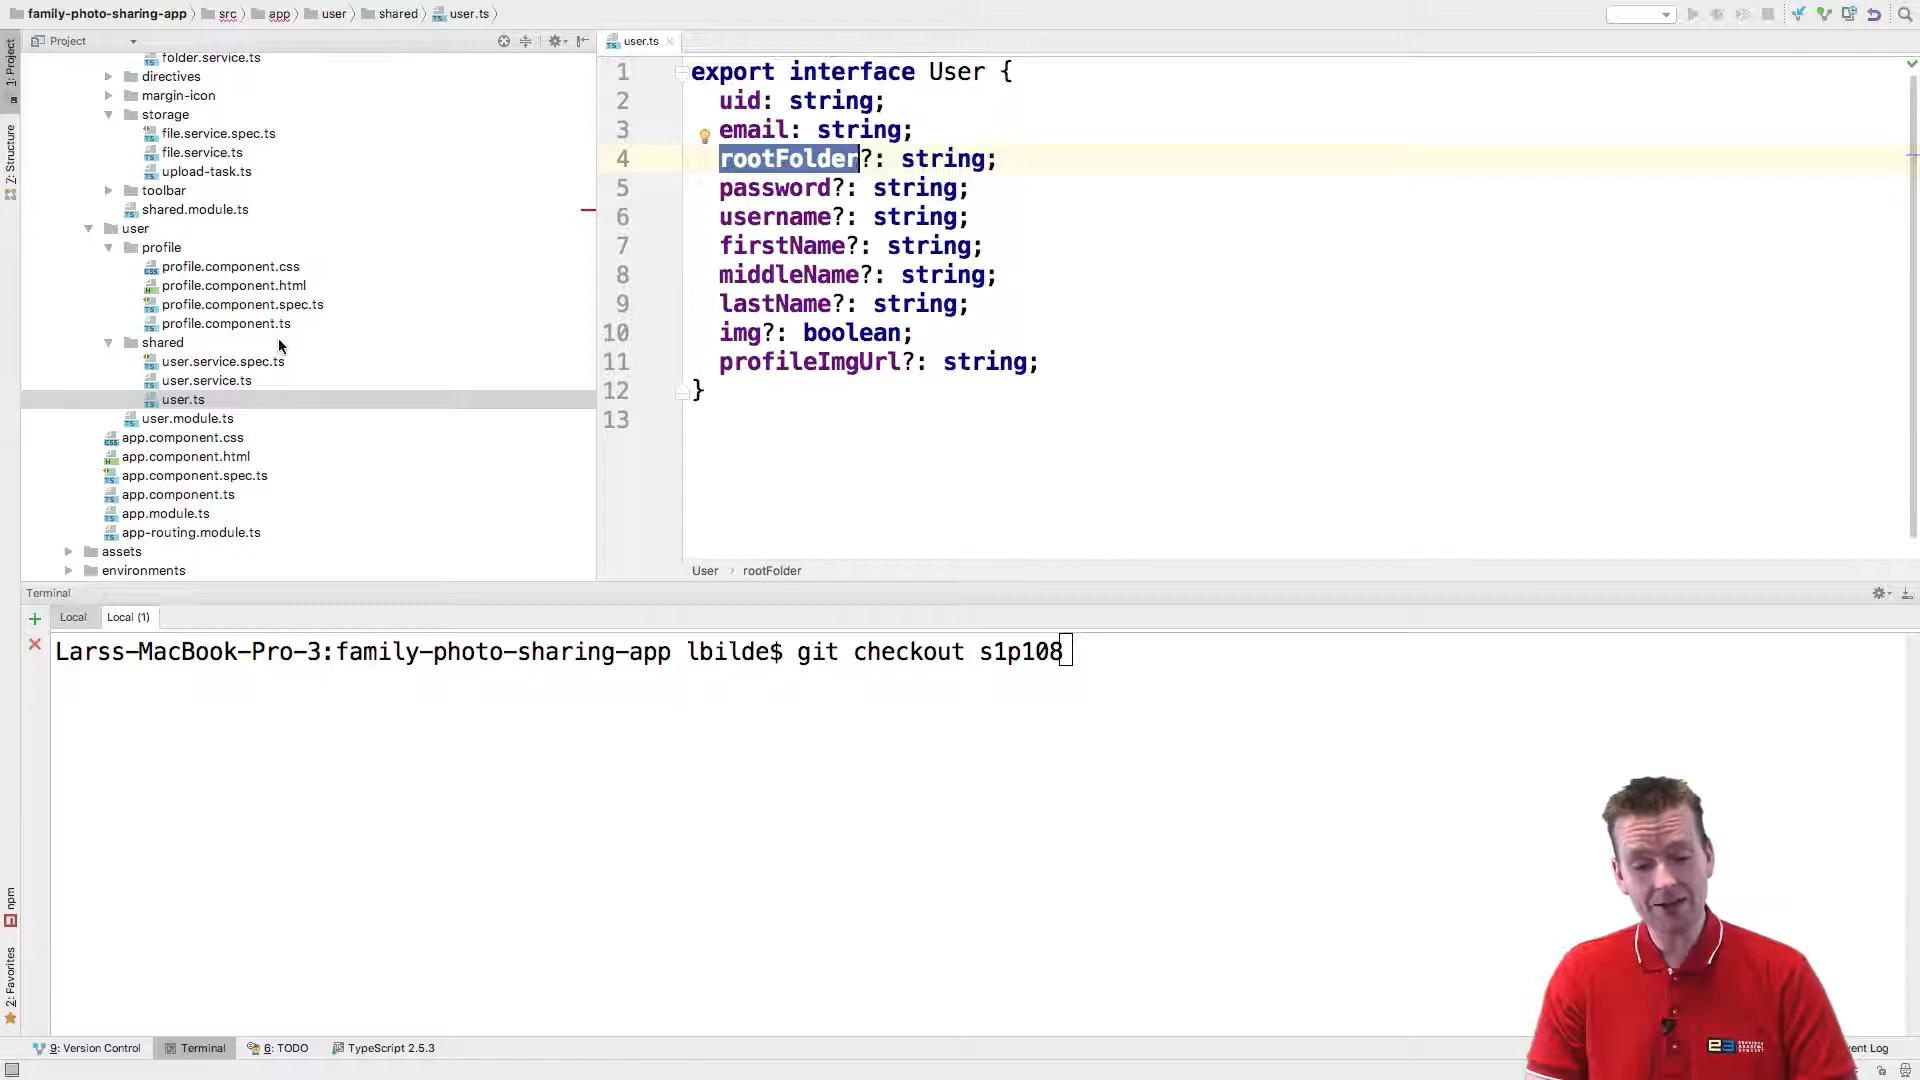 family-photo-sharing-app src app user shared user.ts
1: Project
Z: Structure
npm
2: Favorites
Project
folder.service.ts
directives
margin-icon
storage
file.service.spec.ts
file.service.ts
upload-task.ts
toolbar
shared.module.ts
user
profile
profile.component.css
profile.component.html
profile.component.spec.ts
profile.component.ts
shared
user.service.spec.ts
user.service.ts
user.ts
user.module.ts
app.component.css
app.component.html
app.component.spec.ts
app.component.ts
app.module.ts
app-routing.module.ts
assets
environments
user.ts
1 export interface User {
2 uid: string;
3 email: string;
4 rootFolder?: string;
5 password?: string;
6 username?: string;
7 firstName?: string;
8 middleName?: string;
9 lastName?: string;
10 img?: boolean;
11 profileImgUrl?: string;
12 }
13
User rootFolder
Terminal
Local Local (1)
Larss-MacBook-Pro-3:family-photo-sharing-app lbilde$ git checkout s1p108
9: Version Control Terminal 6: TODO TypeScript 2.5.3 vent Log